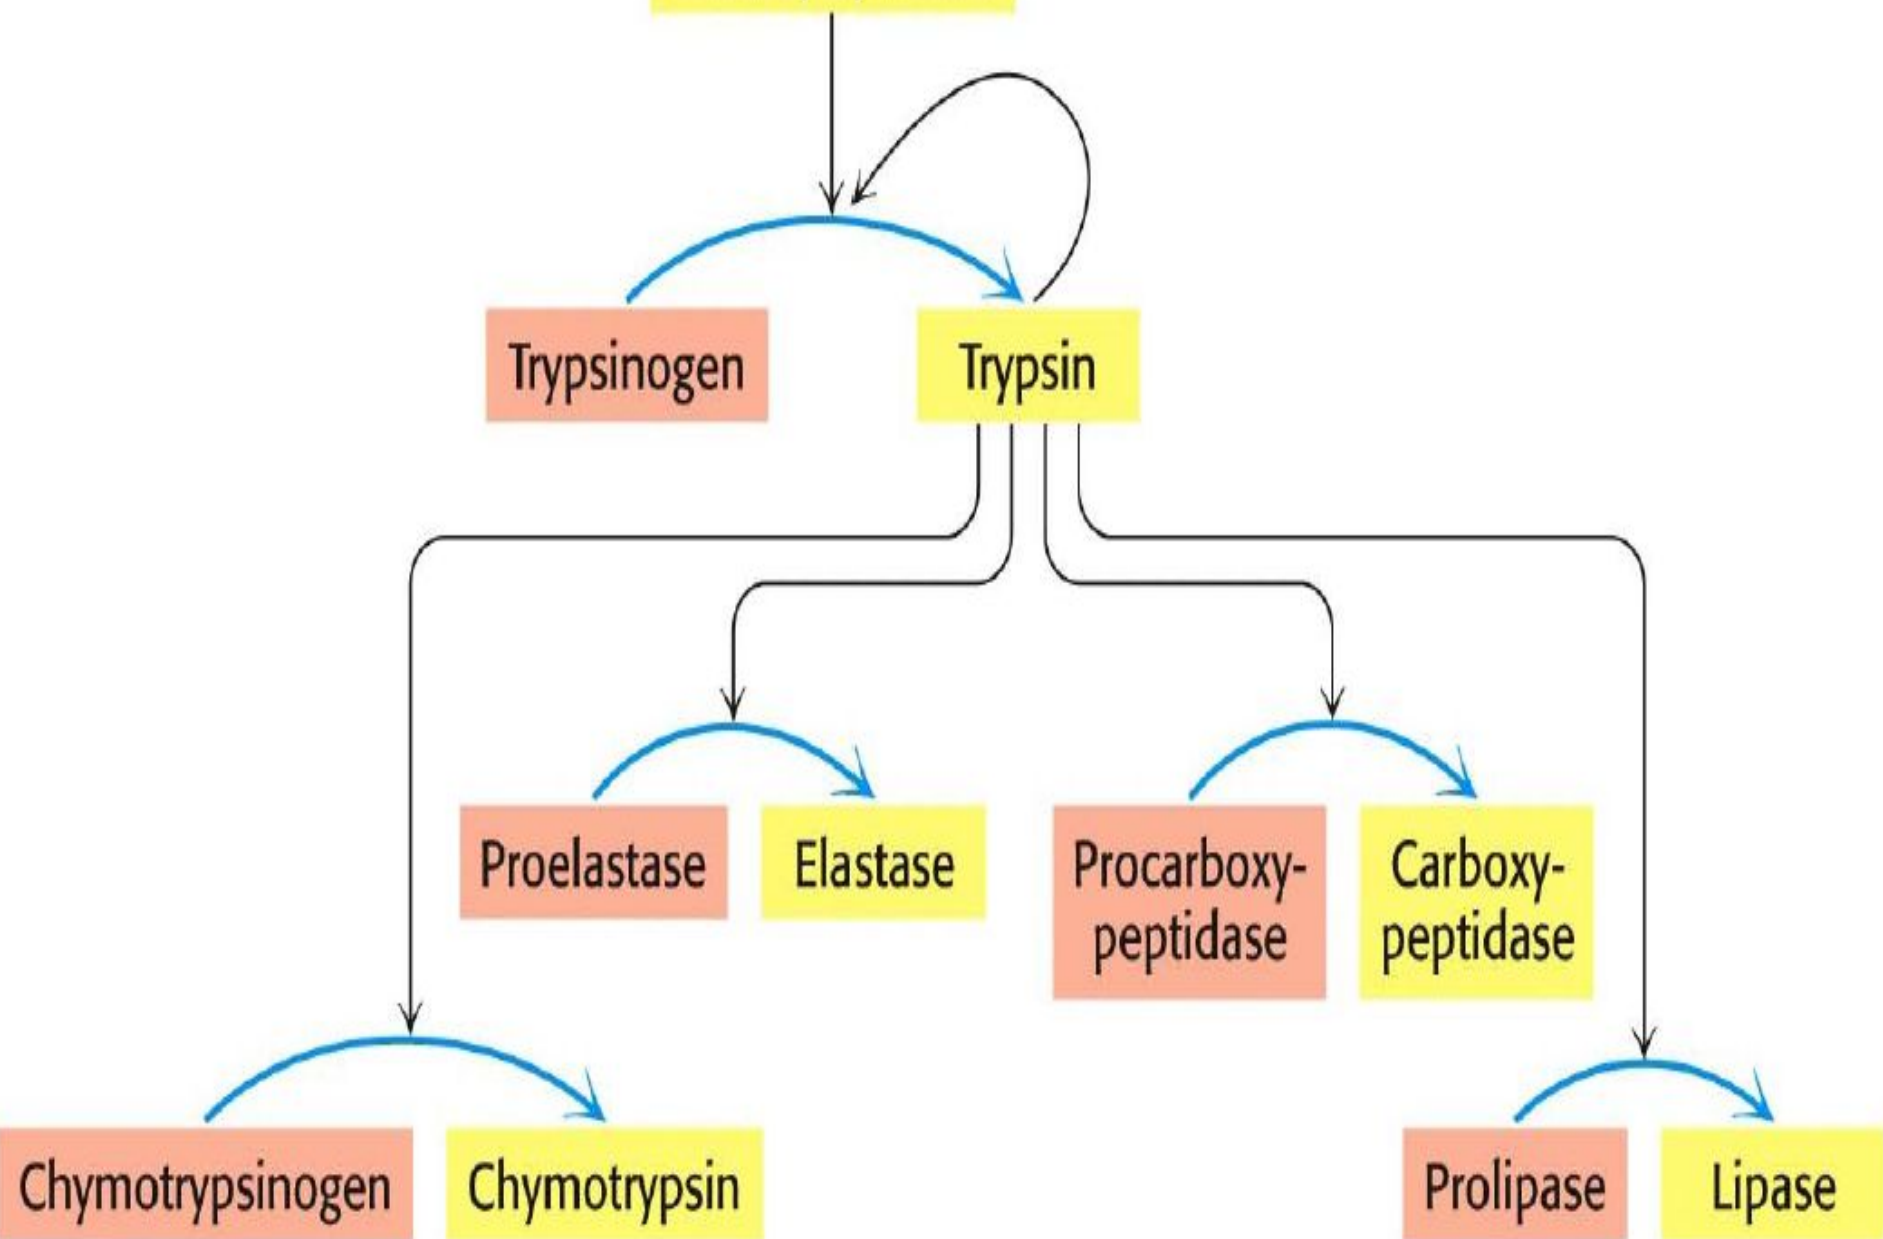 Trypsinogen
Trypsin
Proelastase
Elastase
Procarboxy-
peptidase
Carboxy-
peptidase
Chymotrypsinogen
Chymotrypsin
Prolipase
Lipase